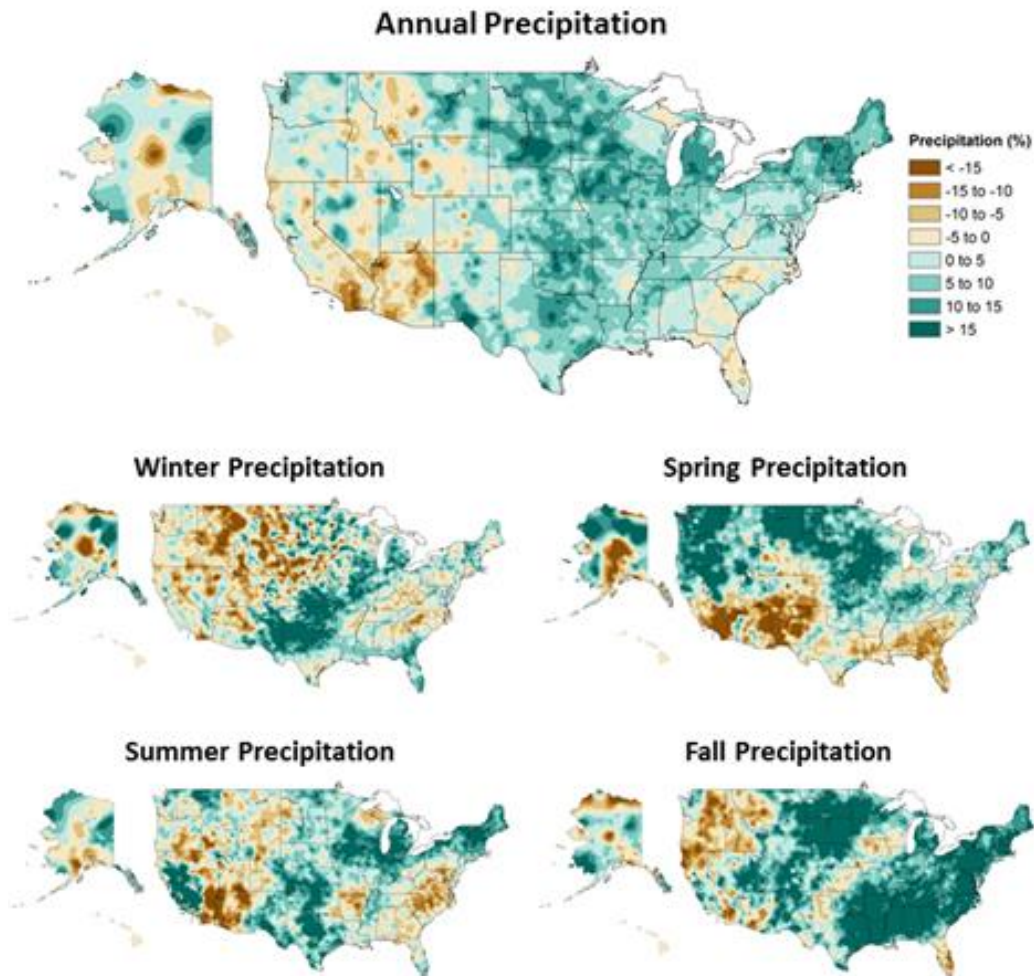 Annual Precipitation
Precipitation (%)
< -15
-15 to -10
-10 to -5
-5 to 0
0 to 5
5 to 10
10 to 15
> 15
Winter Precipitation
Spring Precipitation
Summer Precipitation
Fall Precipitation